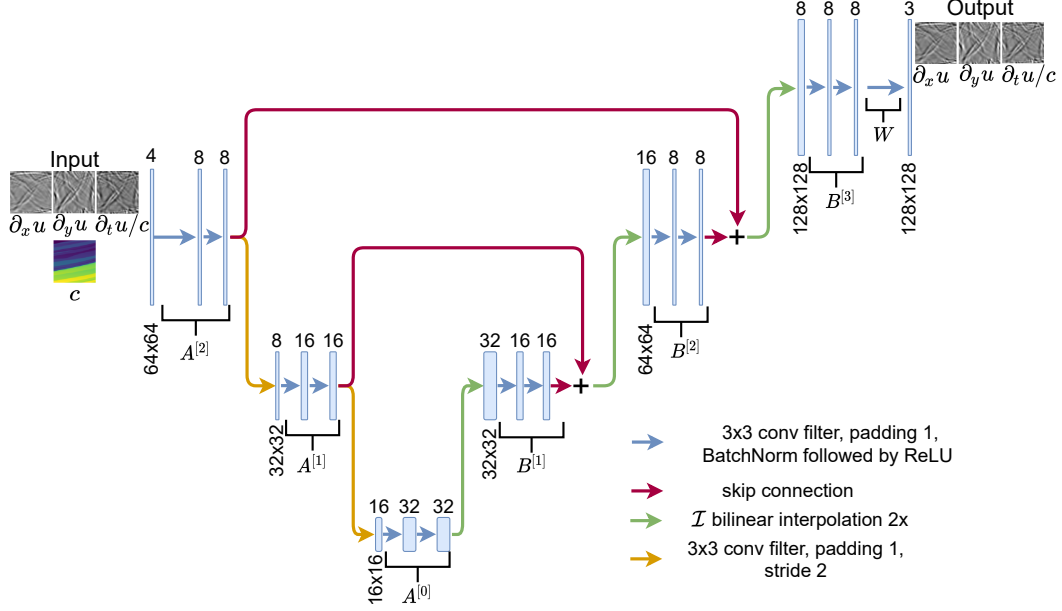 Input
∂ₓu ∂ᵧu ∂ₜu/c
c
4 8 8
64x64
A^[2]
8 16 16
32x32
A^[1]
16 32 32
16x16
A^[0]
32 16 16
32x32
B^[1]
+
16 8 8
64x64
B^[2]
+
8 8 8
128x128
B^[3]
W
3
128x128
Output
∂ₓu ∂ᵧu ∂ₜu/c
3x3 conv filter, padding 1,
BatchNorm followed by ReLU
skip connection
ℐ bilinear interpolation 2x
3x3 conv filter, padding 1,
stride 2